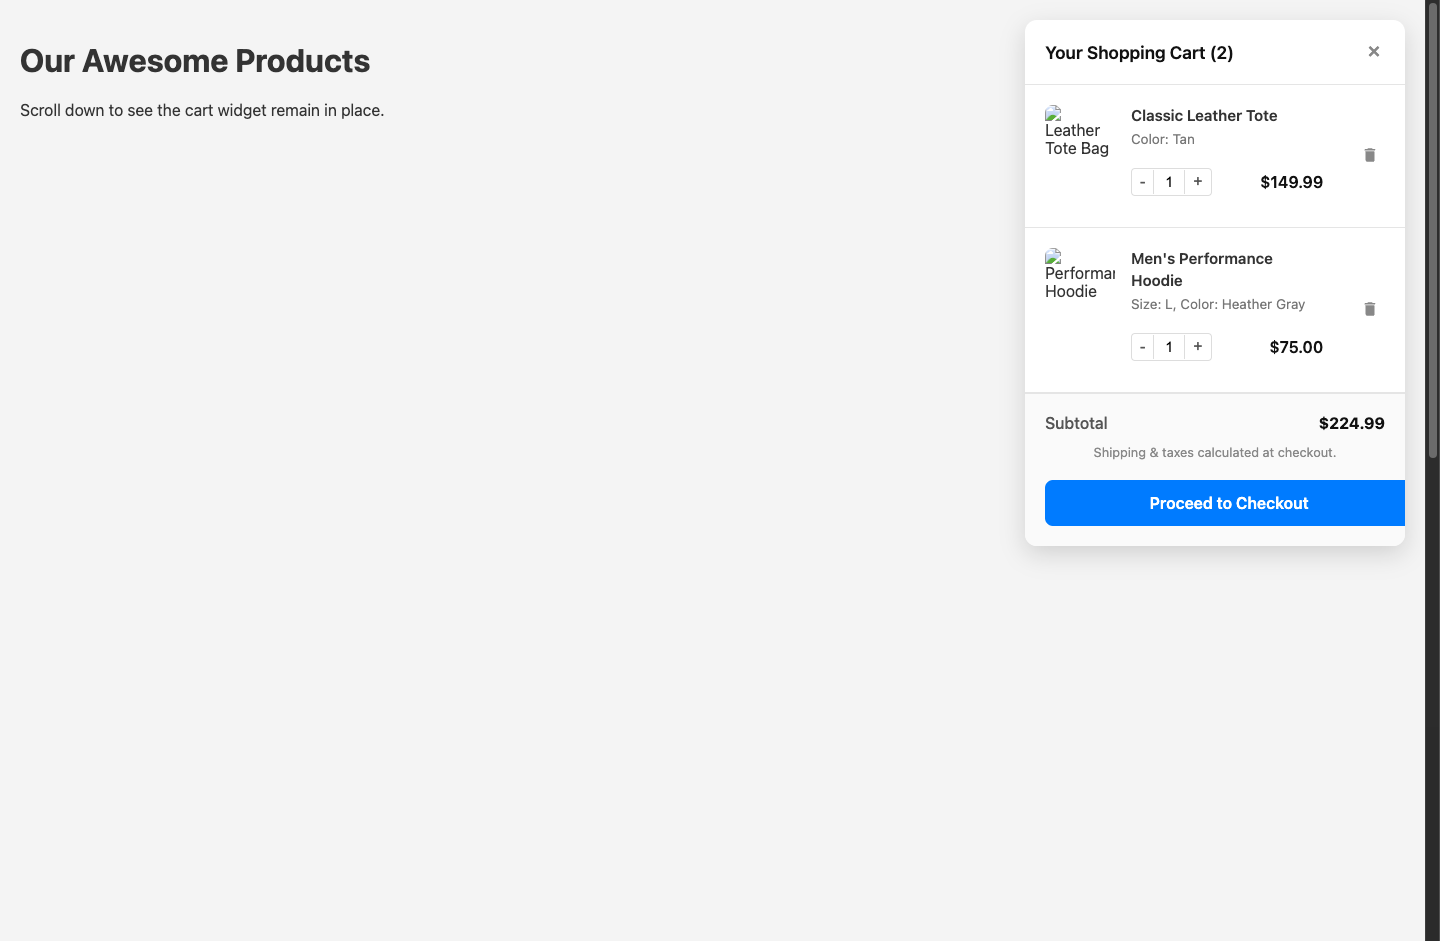 Our Awesome Products
Scroll down to see the cart widget remain in place.
Your Shopping Cart (2)
×
Leather
Tote Bag
Classic Leather Tote
Color: Tan
- 1 +
$149.99
Hoodie
Men's Performance
Hoodie
Size: L, Color: Heather Gray
- 1 +
$75.00
Subtotal
$224.99
Shipping & taxes calculated at checkout.
Proceed to Checkout